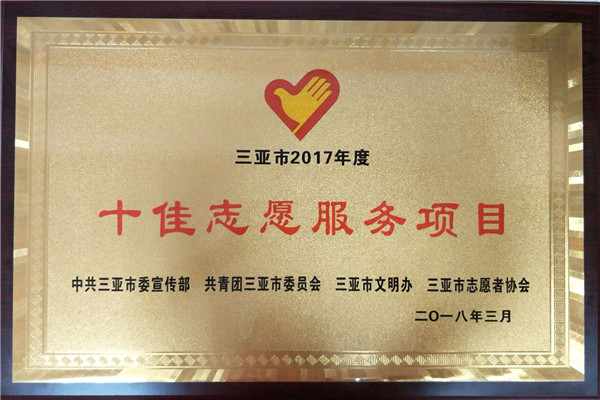 三亚市2017年度
十佳志愿服务项目
中共三亚市委宣传部 共青团三亚市委员会 三亚市文明办 三亚市志愿者协会
二〇一八年三月